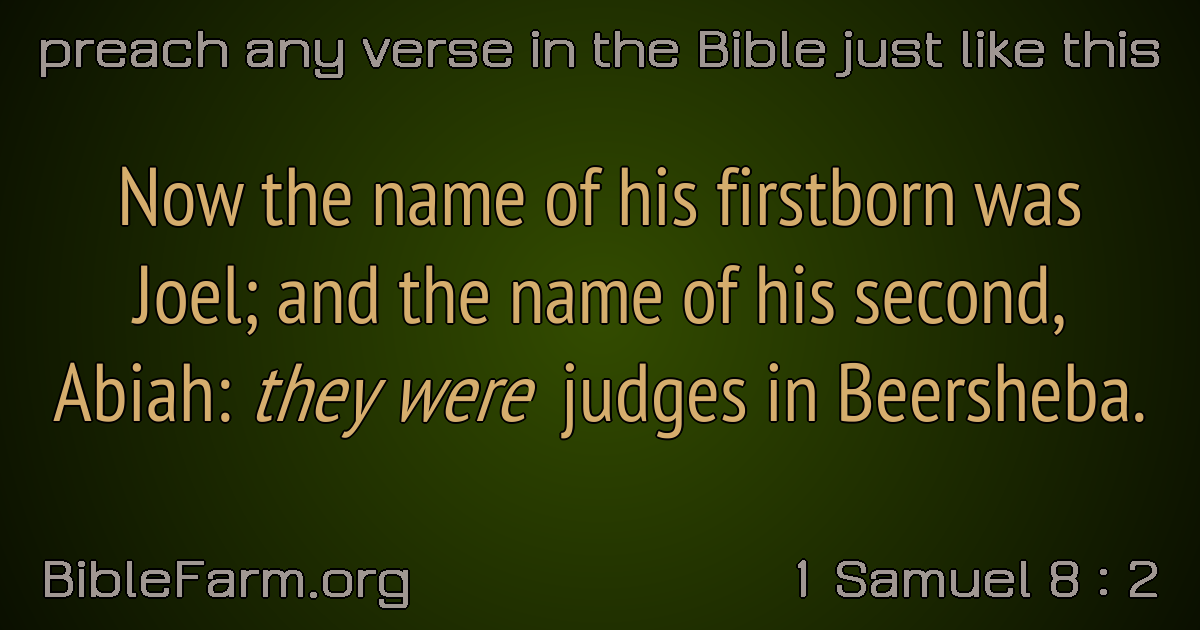 preach any verse in the Bible just like this
Now the name of his firstborn was
Joel; and the name of his second,
Abiah: they were judges in Beersheba.
BibleFarm.org
1 Samuel 8 : 2